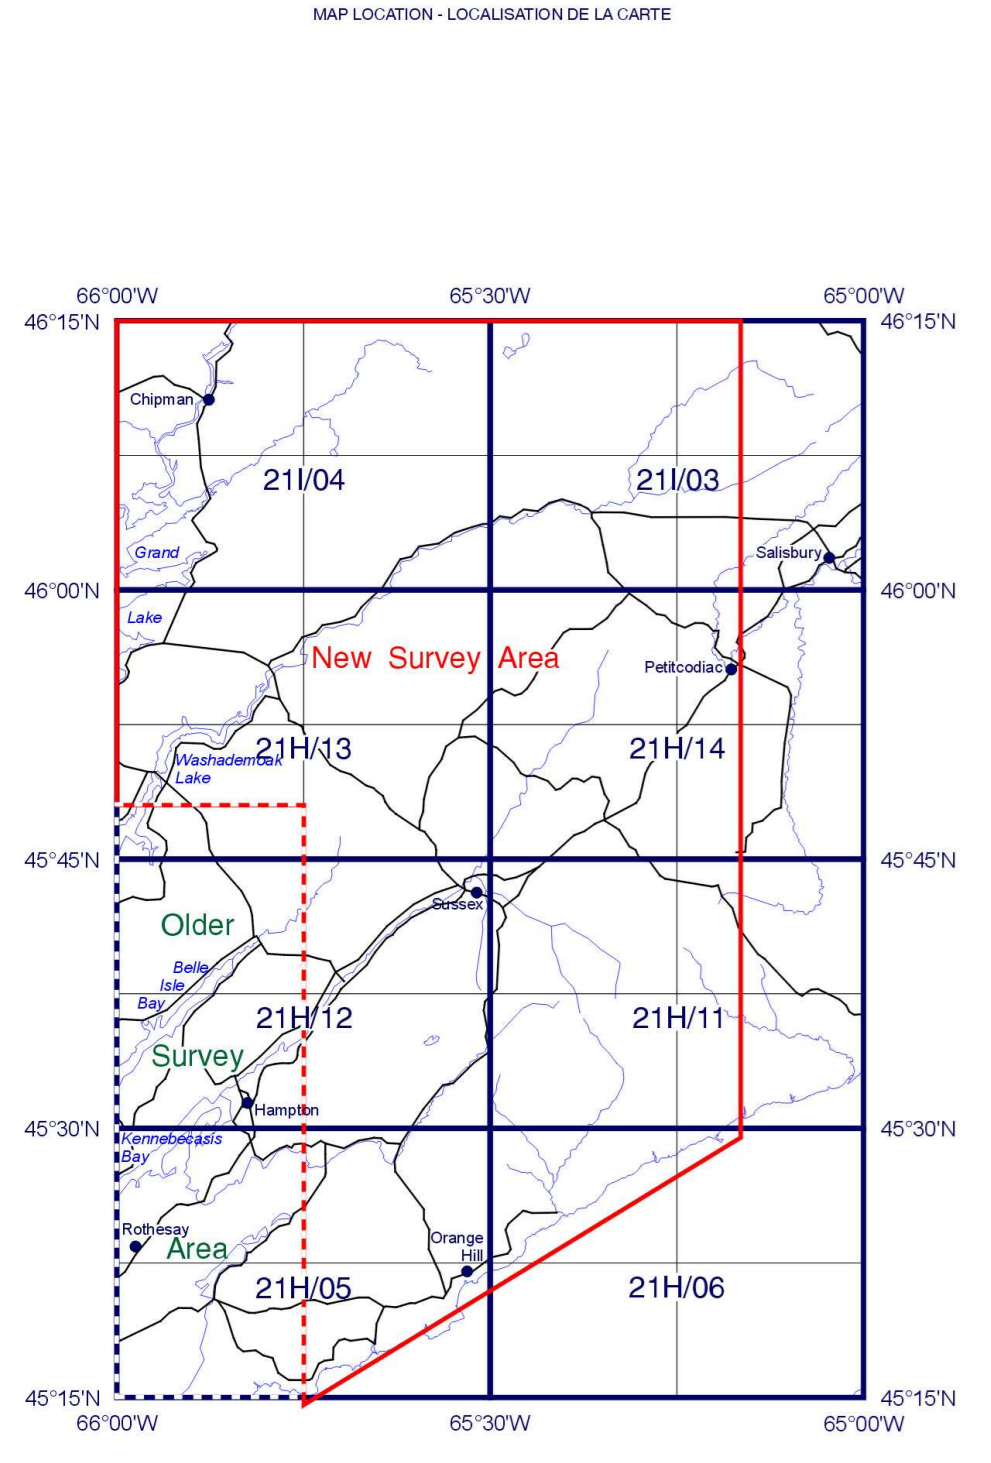 MAP LOCATION - LOCALISATION DE LA CARTE
66°00'W
65°30'W
65°00'W
46°15'N
46°15'N
Chipman
21I/04
21I/03
Grand
Salisbury
46°00'N
46°00'N
Lake
New Survey Area
Petitcodiac
21H/13
21H/14
Washademoak
Lake
45°45'N
45°45'N
Sussex
Older
Belle
Isle
Bay
21H/12
21H/11
Survey
Hampton
45°30'N
45°30'N
Kennebecasis
Bay
Rothesay
Area
Orange
Hill
21H/05
21H/06
45°15'N
45°15'N
66°00'W
65°30'W
65°00'W